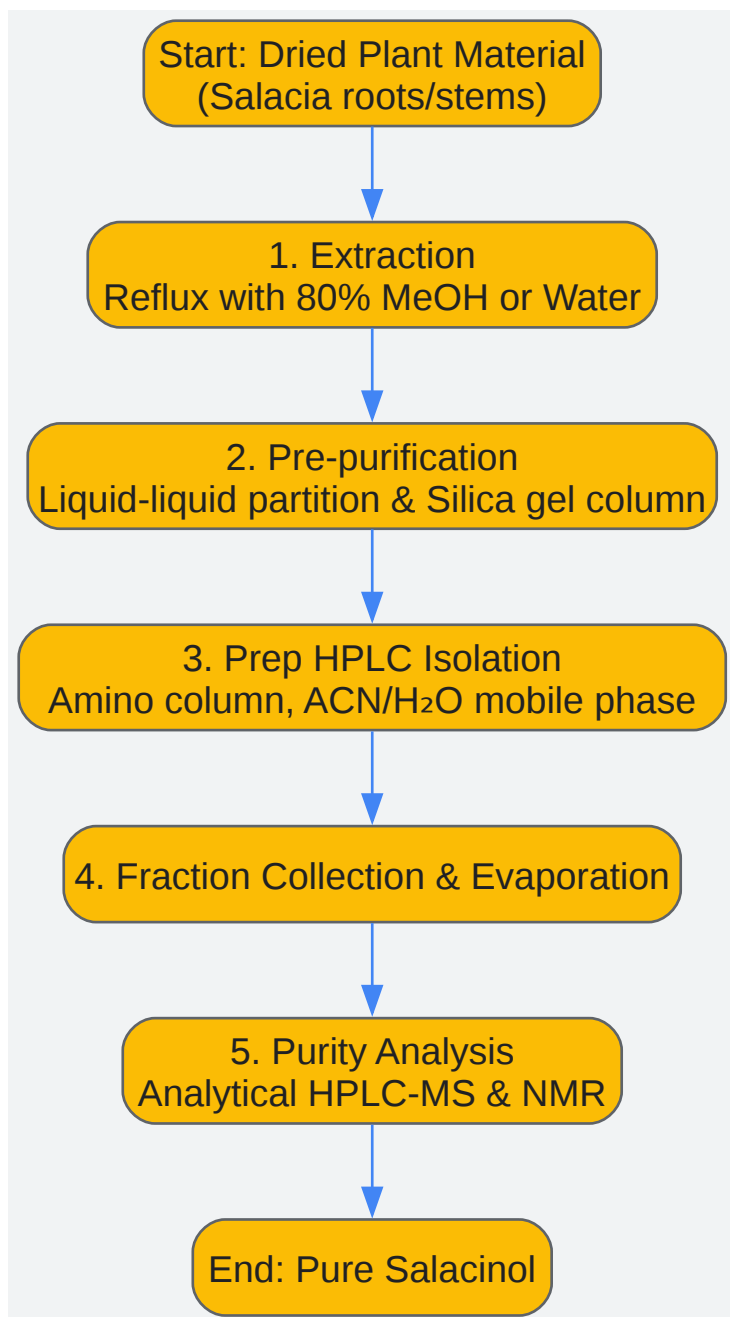 Start: Dried Plant Material
(Salacia roots/stems)
1. Extraction
Reflux with 80% MeOH or Water
2. Pre-purification
Liquid-liquid partition & Silica gel column
3. Prep HPLC Isolation
Amino column, ACN/H₂O mobile phase
4. Fraction Collection & Evaporation
5. Purity Analysis
Analytical HPLC-MS & NMR
End: Pure Salacinol